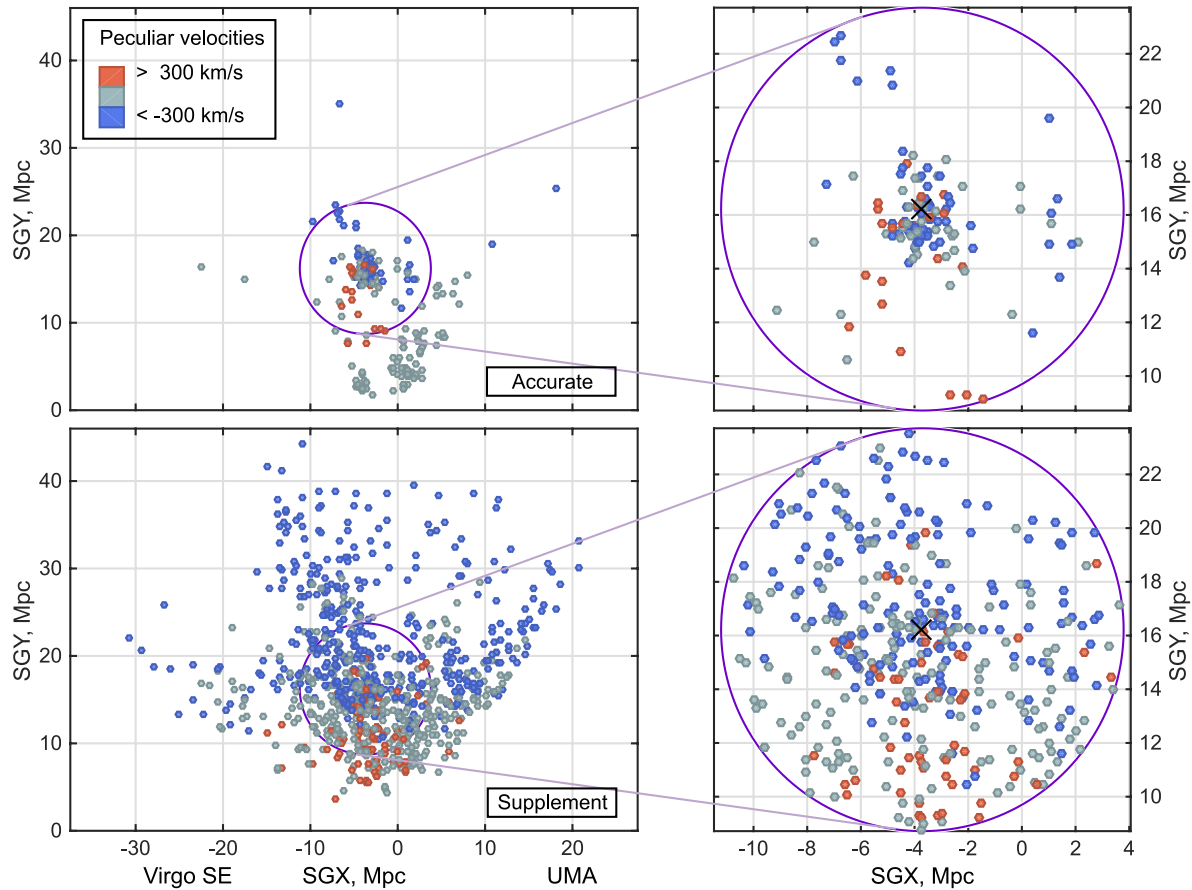 Peculiar velocities
> 300 km/s
< -300 km/s
40
30
20
10
0
SGY, Mpc
Accurate
22
20
18
16
14
12
10
SGY, Mpc
40
30
20
10
0
SGY, Mpc
Supplement
-30 -20 -10 0 10 20
Virgo SE SGX, Mpc UMA
22
20
18
16
14
12
10
SGY, Mpc
-10 -8 -6 -4 -2 0 2 4
SGX, Mpc